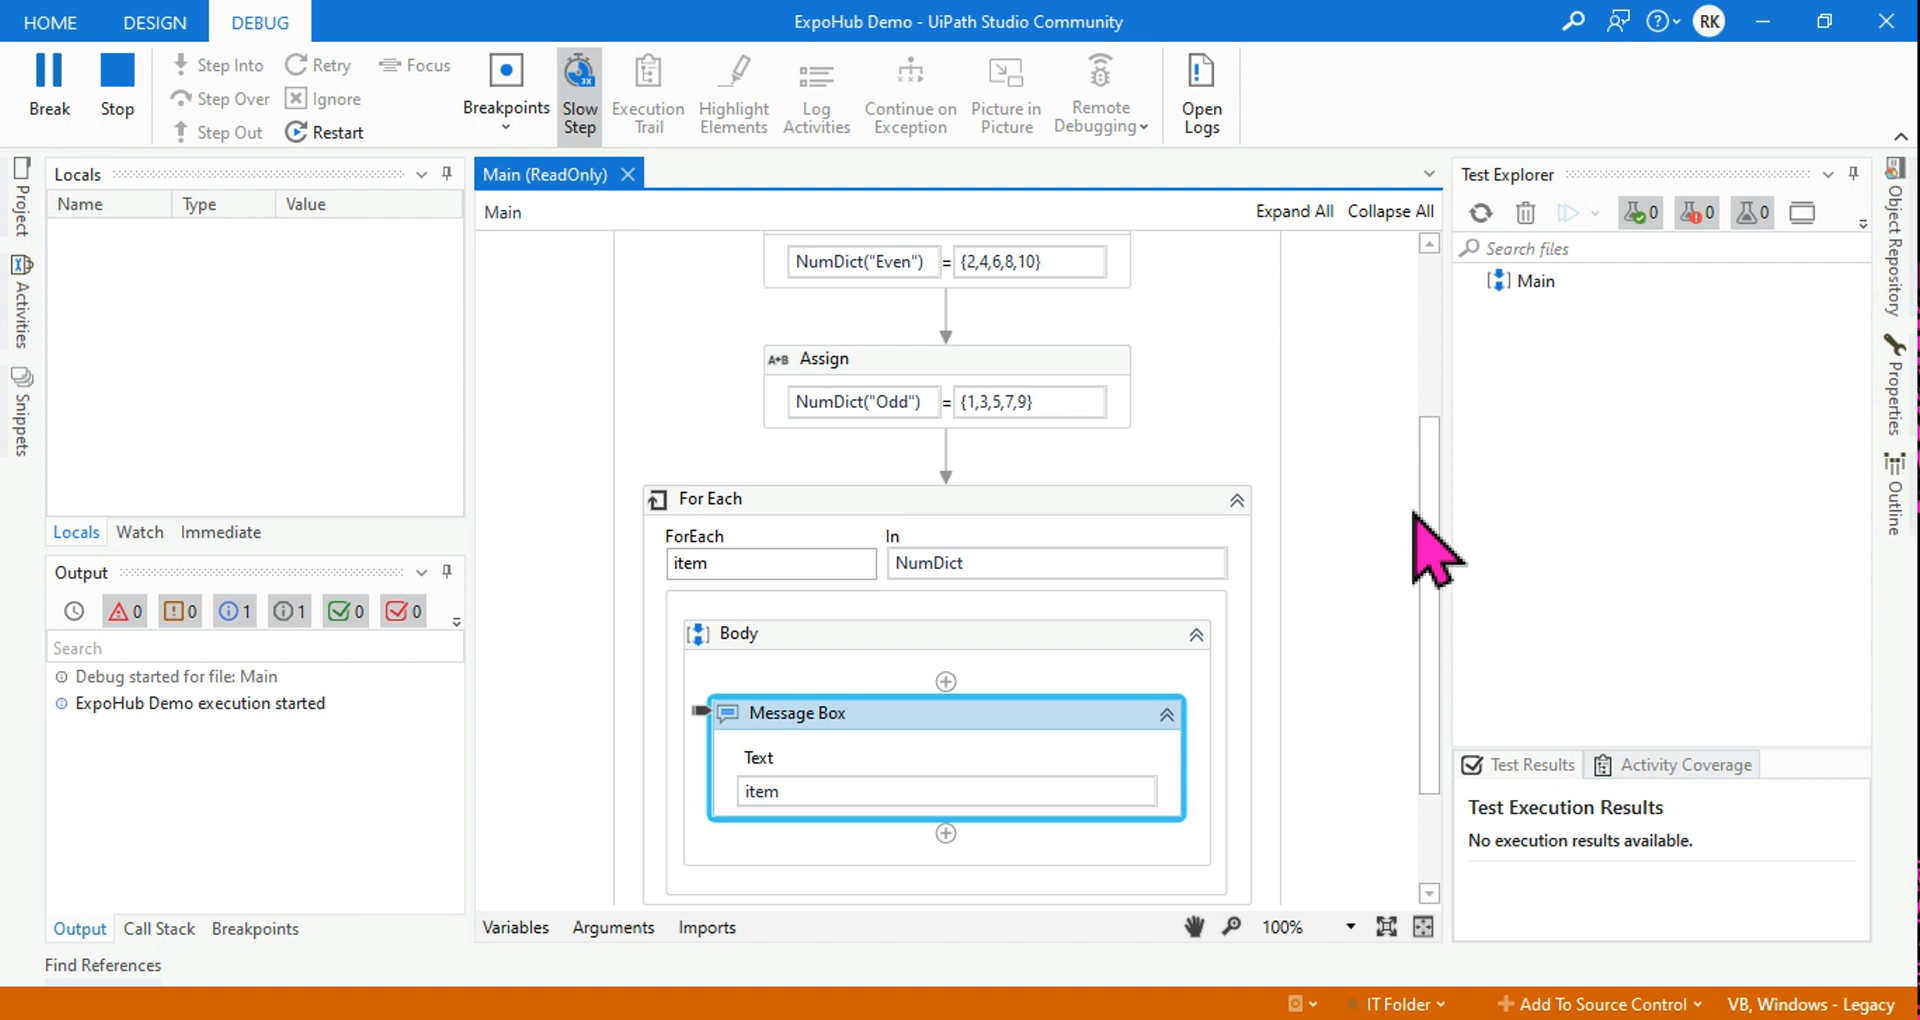 HOME DESIGN DEBUG
ExpoHub Demo - UiPath Studio Community
RK
Break
Stop
Step Into
Step Over
Step Out
Retry
Ignore
Restart
Focus
Breakpoints
Slow Step
3X
Execution Trail
Highlight Elements
Log Activities
Continue on Exception
Picture in Picture
Remote Debugging
Open Logs
Project
Activities
Snippets
Locals
Name Type Value
Locals Watch Immediate
Output
0 0 1 1 0 0
Search
Debug started for file: Main
ExpoHub Demo execution started
Output Call Stack Breakpoints
Find References
Main (ReadOnly)
Main
Expand All Collapse All
NumDict("Even") = {2,4,6,8,10}
A+B Assign
NumDict("Odd") = {1,3,5,7,9}
For Each
ForEach In
item NumDict
Body
Message Box
Text
item
Variables Arguments Imports
100%
Test Explorer
0 0 0
Search files
Main
Test Results Activity Coverage
Test Execution Results
No execution results available.
Object Repository
Properties
Outline
IT Folder
Add To Source Control
VB, Windows - Legacy